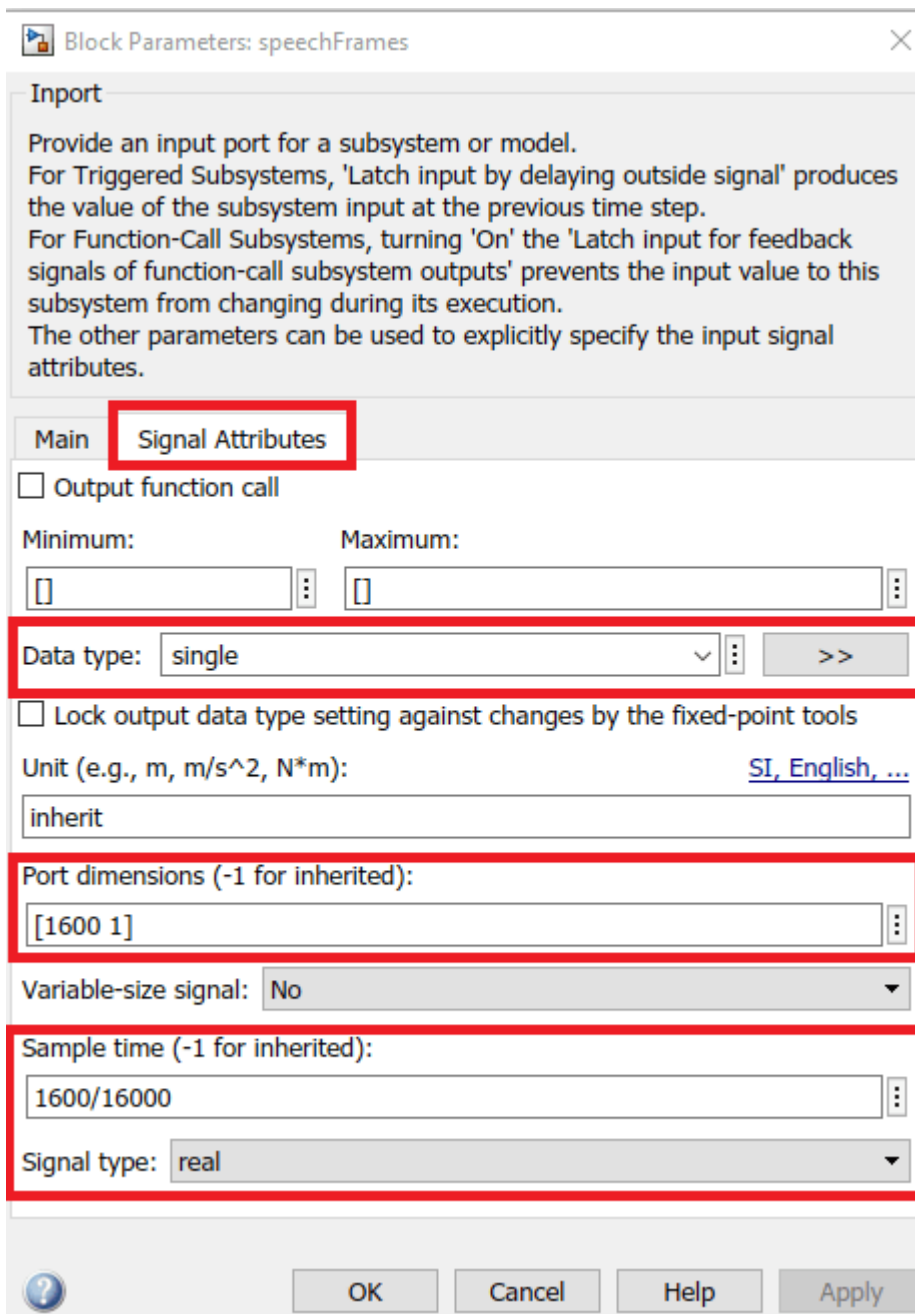 Block Parameters: speechFrames
Inport
Provide an input port for a subsystem or model.
For Triggered Subsystems, 'Latch input by delaying outside signal' produces
the value of the subsystem input at the previous time step.
For Function-Call Subsystems, turning 'On' the 'Latch input for feedback
signals of function-call subsystem outputs' prevents the input value to this
subsystem from changing during its execution.
The other parameters can be used to explicitly specify the input signal
attributes.
Main Signal Attributes
Output function call
Minimum: Maximum:
[] []
Data type: single >>
Lock output data type setting against changes by the fixed-point tools
Unit (e.g., m, m/s^2, N*m): SI, English, ...
inherit
Port dimensions (-1 for inherited):
[1600 1]
Variable-size signal: No
Sample time (-1 for inherited):
1600/16000
Signal type: real
OK Cancel Help Apply